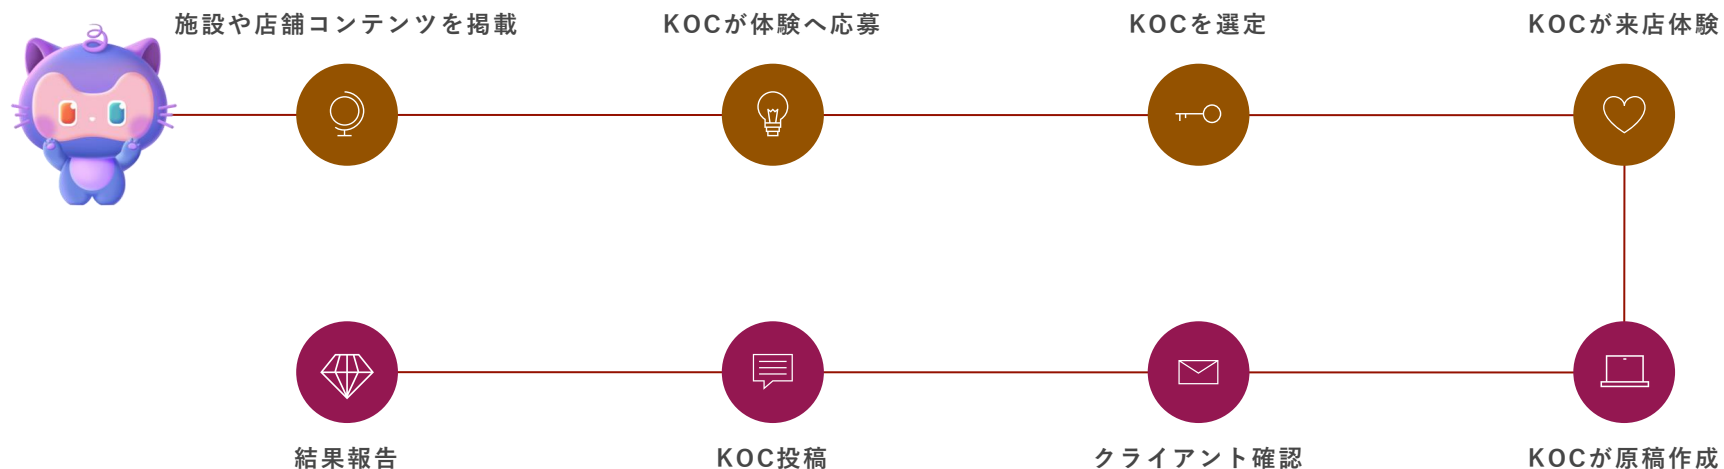 施設や店舗コンテンツを掲載
KOCが体験へ応募
KOCを選定
KOCが来店体験
結果報告
KOC投稿
クライアント確認
KOCが原稿作成